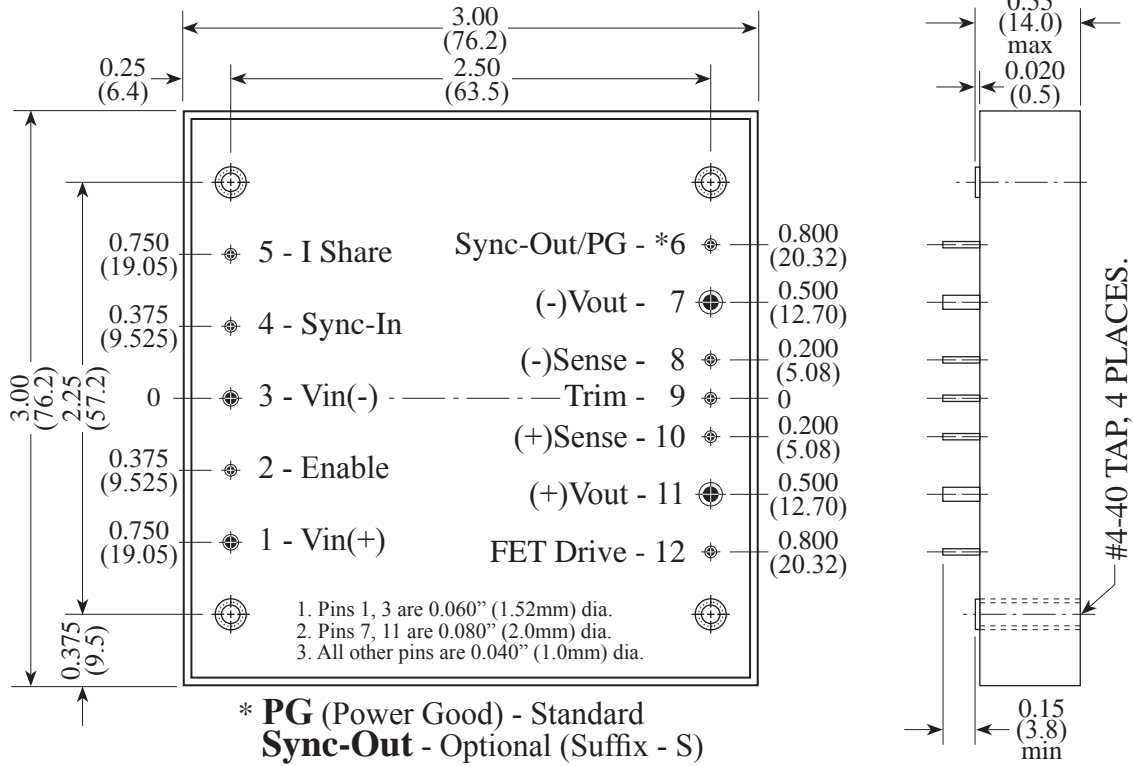 3.00
(76.2)
0.55
(14.0)
max
0.25
(6.4)
2.50
(63.5)
0.020
(0.5)
3.00
(76.2)
2.25
(57.2)
0.375
(9.5)
0.750
(19.05)
5 - I Share
0.375
(9.525)
4 - Sync-In
0
3 - Vin(-)
0.375
(9.525)
2 - Enable
0.750
(19.05)
1 - Vin(+)
Sync-Out/PG - *6
0.800
(20.32)
(-)Vout - 7
0.500
(12.70)
(-)Sense - 8
0.200
(5.08)
Trim - 9
0
(+)Sense - 10
0.200
(5.08)
(+)Vout - 11
0.500
(12.70)
FET Drive - 12
0.800
(20.32)
#4-40 TAP, 4 PLACES.
1. Pins 1, 3 are 0.060” (1.52mm) dia.
2. Pins 7, 11 are 0.080” (2.0mm) dia.
3. All other pins are 0.040” (1.0mm) dia.
0.15
(3.8)
min
* PG (Power Good) - Standard
Sync-Out - Optional (Suffix - S)